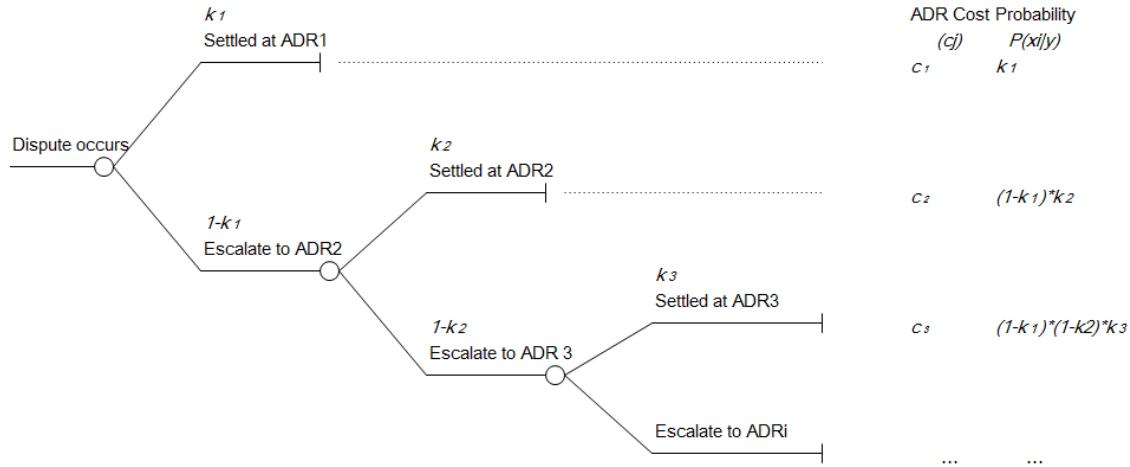 k1
Settled at ADR1
ADR Cost Probability
(cj) P(xi|y)
c1 k1
Dispute occurs
k2
Settled at ADR2
c2 (1-k1)*k2
1-k1
Escalate to ADR2
k3
Settled at ADR3
c3 (1-k1)*(1-k2)*k3
1-k2
Escalate to ADR 3
Escalate to ADRi
... ...